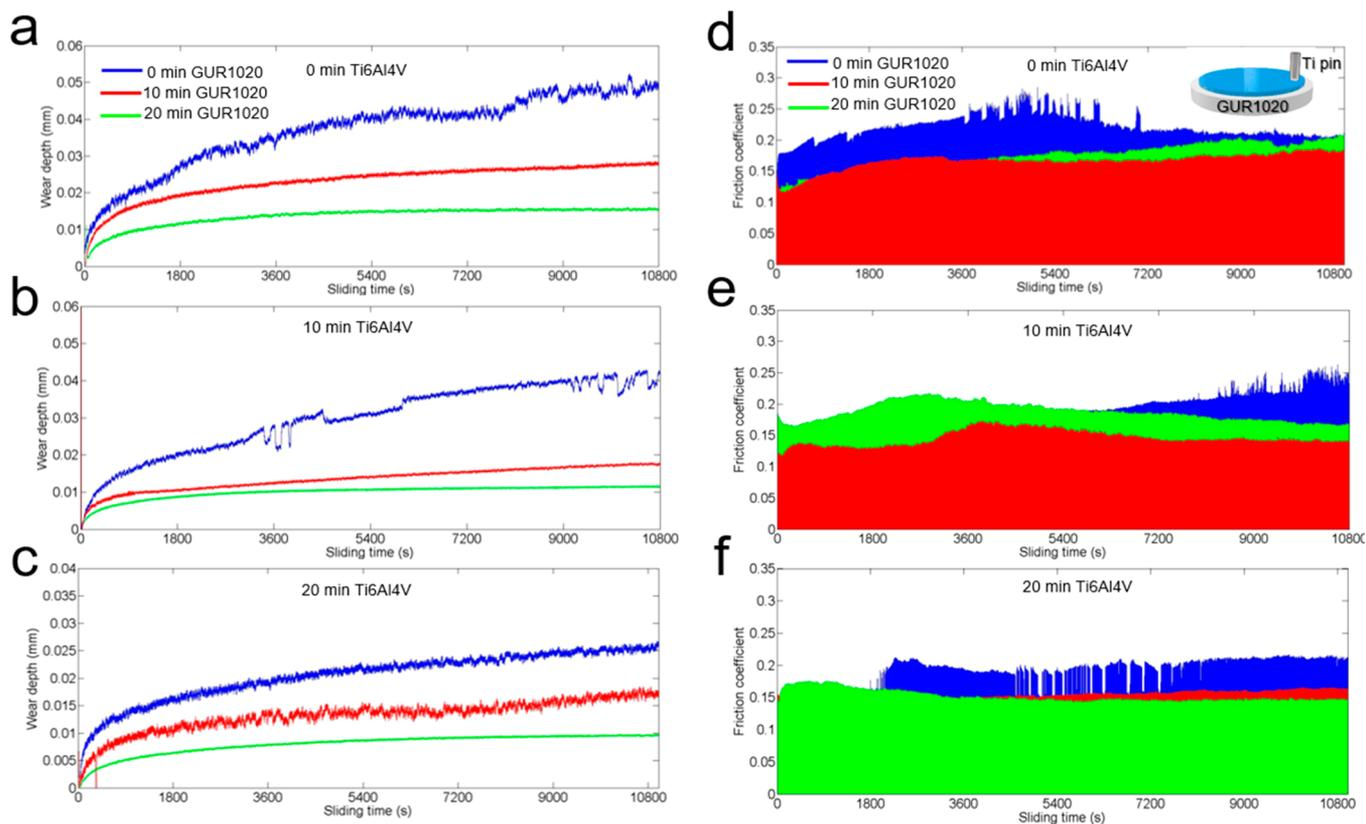 a
0.06
0.05
0.04
0.03
0.02
0.01
0
Wear depth (mm)
0 min GUR1020
10 min GUR1020
20 min GUR1020
0 min Ti6Al4V
0 1800 3600 5400 7200 9000 10800
Sliding time (s)
d
0.35
0.3
0.25
0.2
0.15
0.1
0.05
0
Friction coefficient
0 min GUR1020
10 min GUR1020
20 min GUR1020
0 min Ti6Al4V
Ti pin
GUR1020
0 1800 3600 5400 7200 9000 10800
Sliding time (s)
b
0.06
0.05
0.04
0.03
0.02
0.01
0
Wear depth (mm)
10 min Ti6Al4V
0 1800 3600 5400 7200 9000 10800
Sliding time (s)
e
0.35
0.3
0.25
0.2
0.15
0.1
0.05
0
Friction coefficient
10 min Ti6Al4V
0 1800 3600 5400 7200 9000 10800
Sliding time (s)
c
0.04
0.035
0.03
0.025
0.02
0.015
0.01
0.005
0
Wear depth (mm)
20 min Ti6Al4V
0 1800 3600 5400 7200 9000 10800
Sliding time (s)
f
0.35
0.3
0.25
0.2
0.15
0.1
0.05
0
Friction coefficient
20 min Ti6Al4V
0 1800 3600 5400 7200 9000 10800
Sliding time (s)